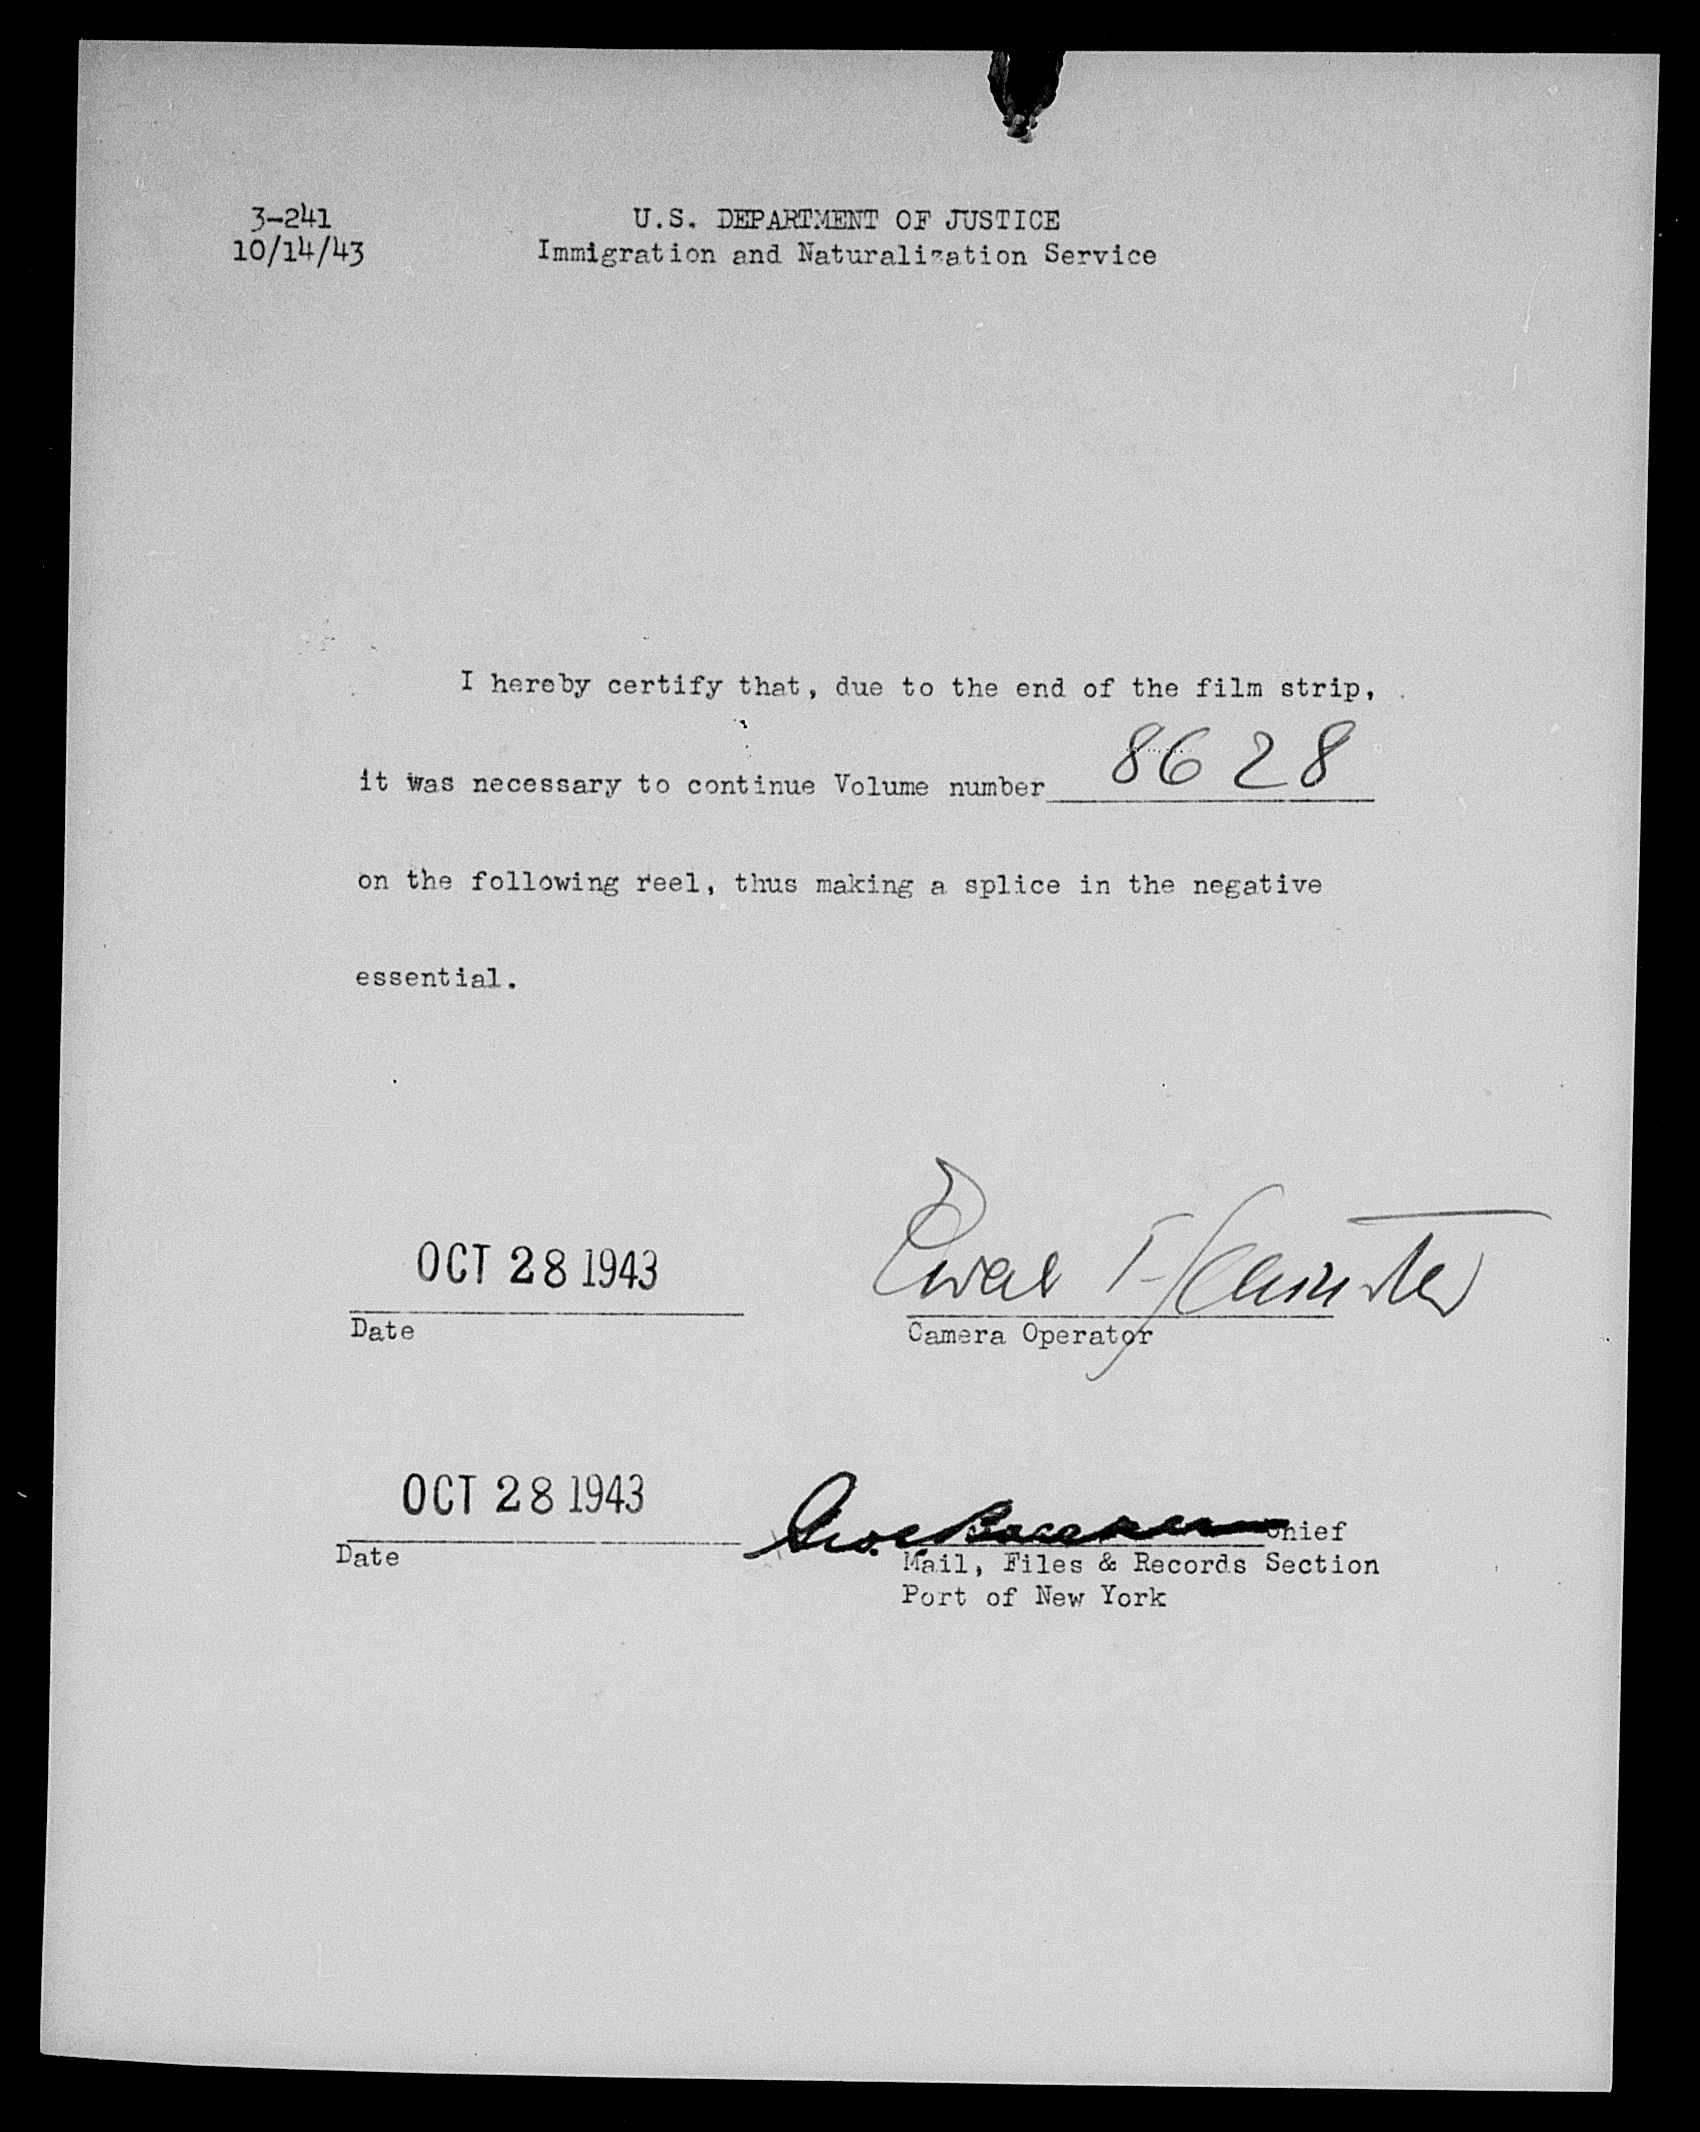 3-241
10/14/43
U.S. DEPARTMENT OF JUSTICE
Immigration and Naturalization Service
I hereby certify that, due to the end of the film strip,
it was necessary to continue Volume number 8628
on the following reel, thus making a splice in the negative
essential.
OCT 28 1943
Date
Camera Operator
OCT 28 1943
Date
Chief
Mail, Files & Records Section
Port of New York